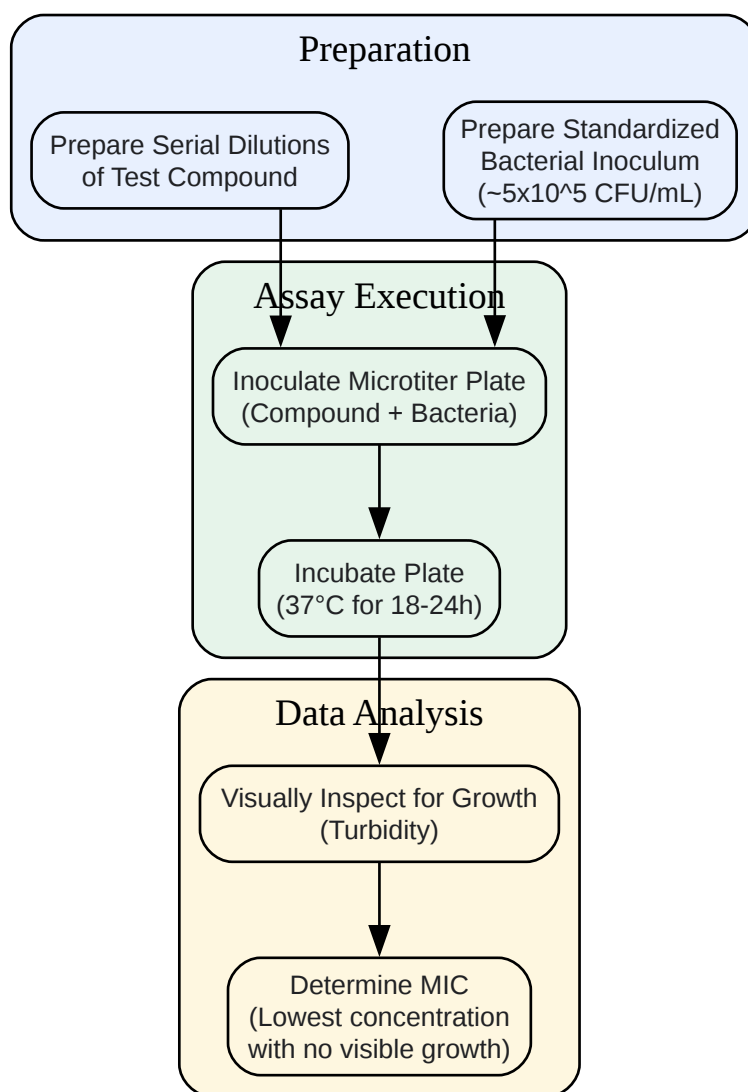 Preparation
Prepare Serial Dilutions
of Test Compound
Prepare Standardized
Bacterial Inoculum
(~5x10^5 CFU/mL)
Assay Execution
Inoculate Microtiter Plate
(Compound + Bacteria)
Incubate Plate
(37°C for 18-24h)
Data Analysis
Visually Inspect for Growth
(Turbidity)
Determine MIC
(Lowest concentration
with no visible growth)